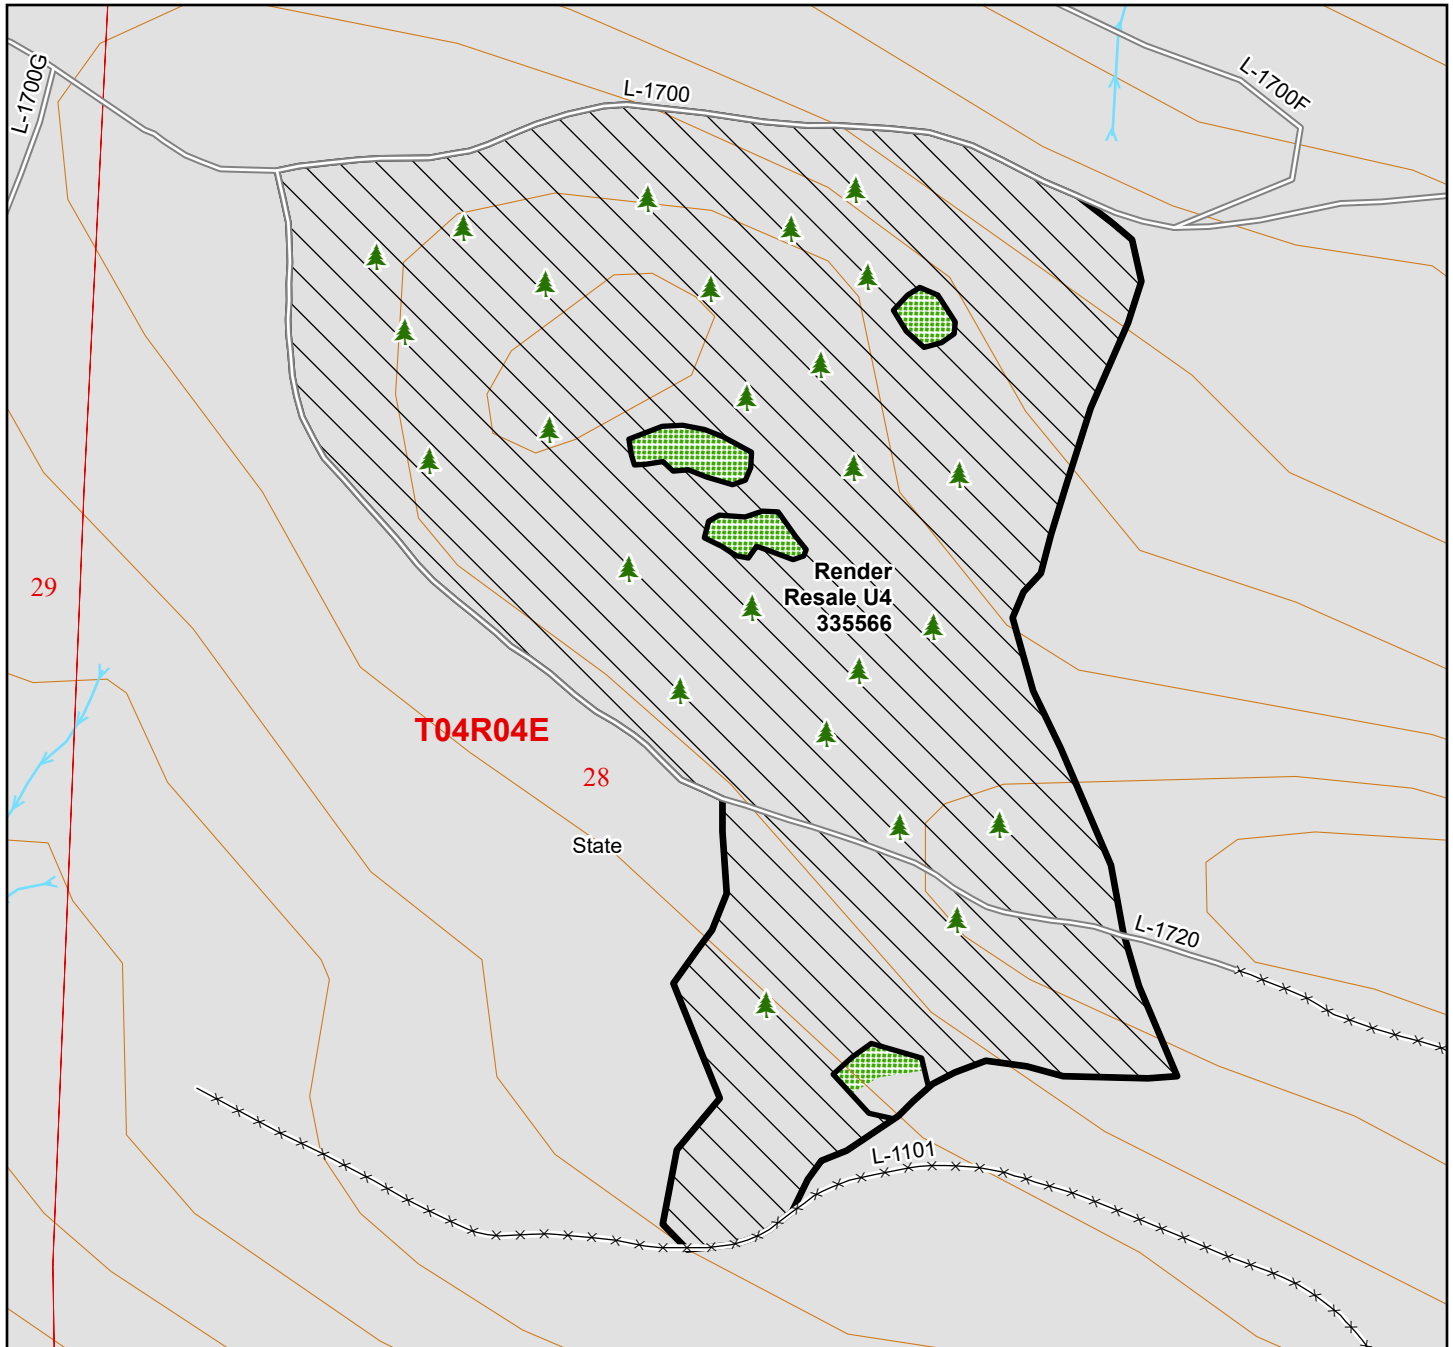 L-1700G
L-1700
L-1700F
Render
Resale U4
335566
29
T04R04E
28
State
L-1720
L-1101